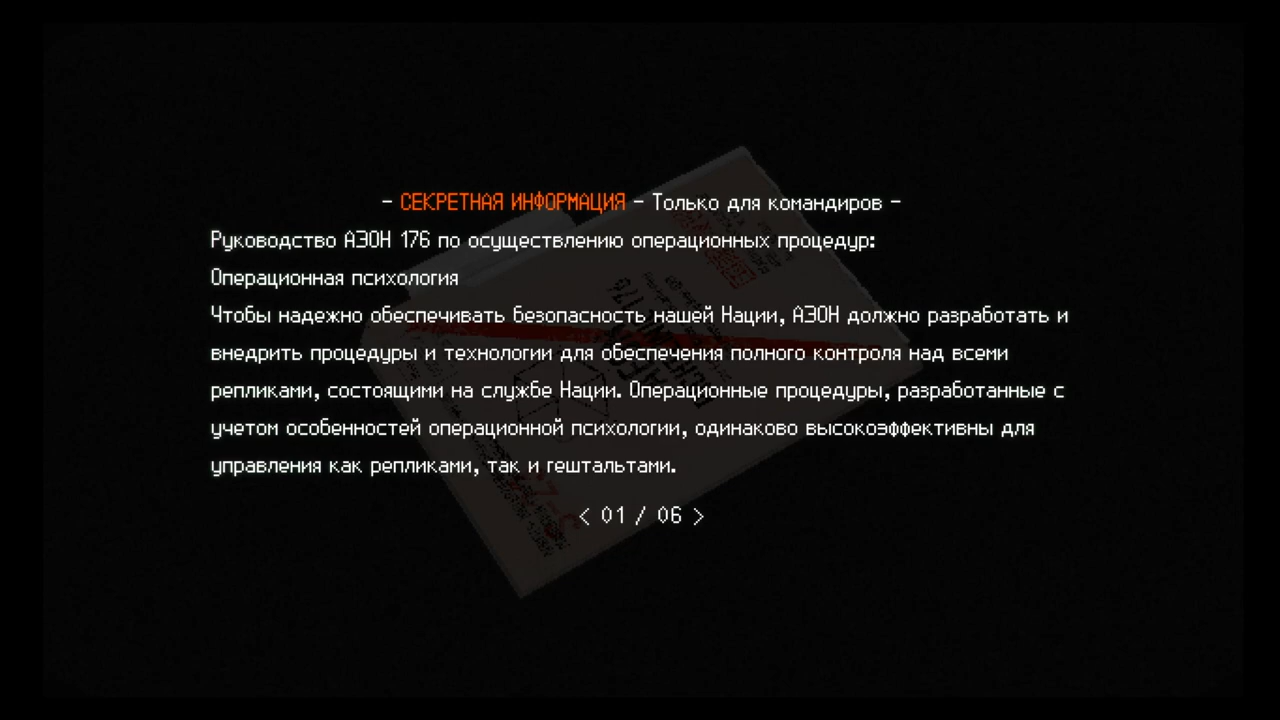 - СЕКРЕТНАЯ ИНФОРМАЦИЯ - Только для командиров -
Руководство АЭОН 176 по осуществлению операционных процедур:
Операционная психология
Чтобы надежно обеспечивать безопасность нашей Нации, АЭОН должно разработать и
внедрить процедуры и технологии для обеспечения полного контроля над всеми
репликами, состоящими на службе Нации. Операционные процедуры, разработанные с
учетом особенностей операционной психологии, одинаково высокоэффективны для
управления как репликами, так и гештальтами.
< 01 / 06 >